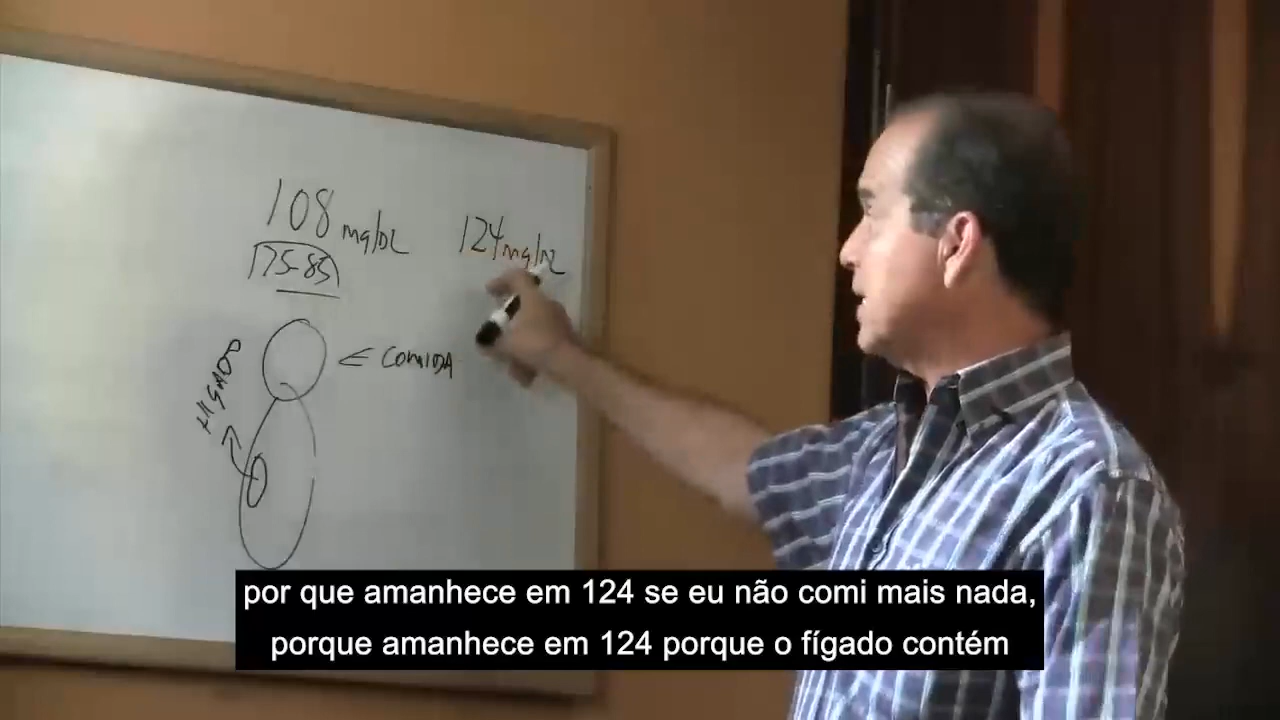 108 mg/DL
124 mg/DL
75-85
HIGADO
COMIDA
por que amanhece em 124 se eu não comi mais nada,
porque amanhece em 124 porque o fígado contém